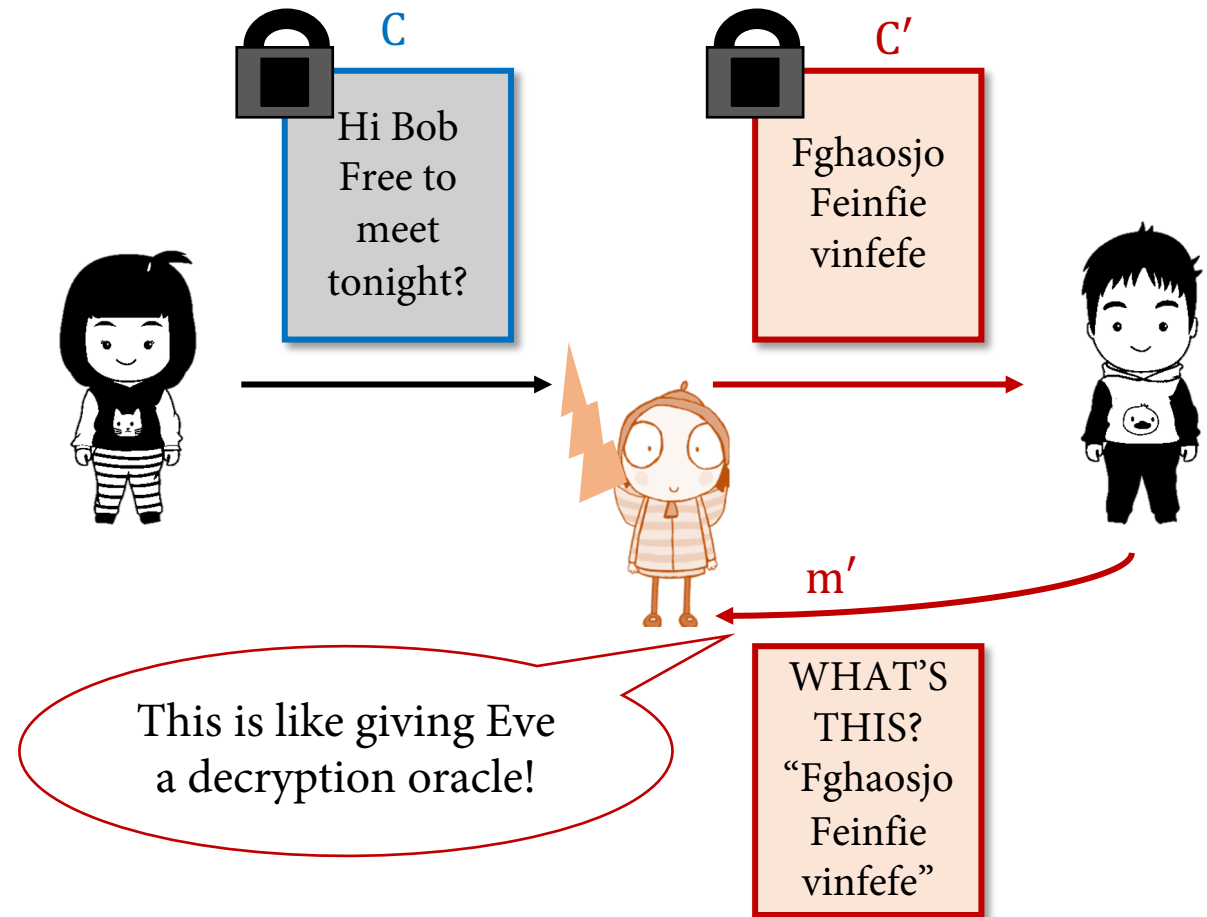 C
Hi Bob
Free to
meet
tonight?
C′
Fghaosjo
Feinfie
vinfefe
m′
This is like giving Eve
a decryption oracle!
WHAT’S
THIS?
“Fghaosjo
Feinfie
vinfefe”